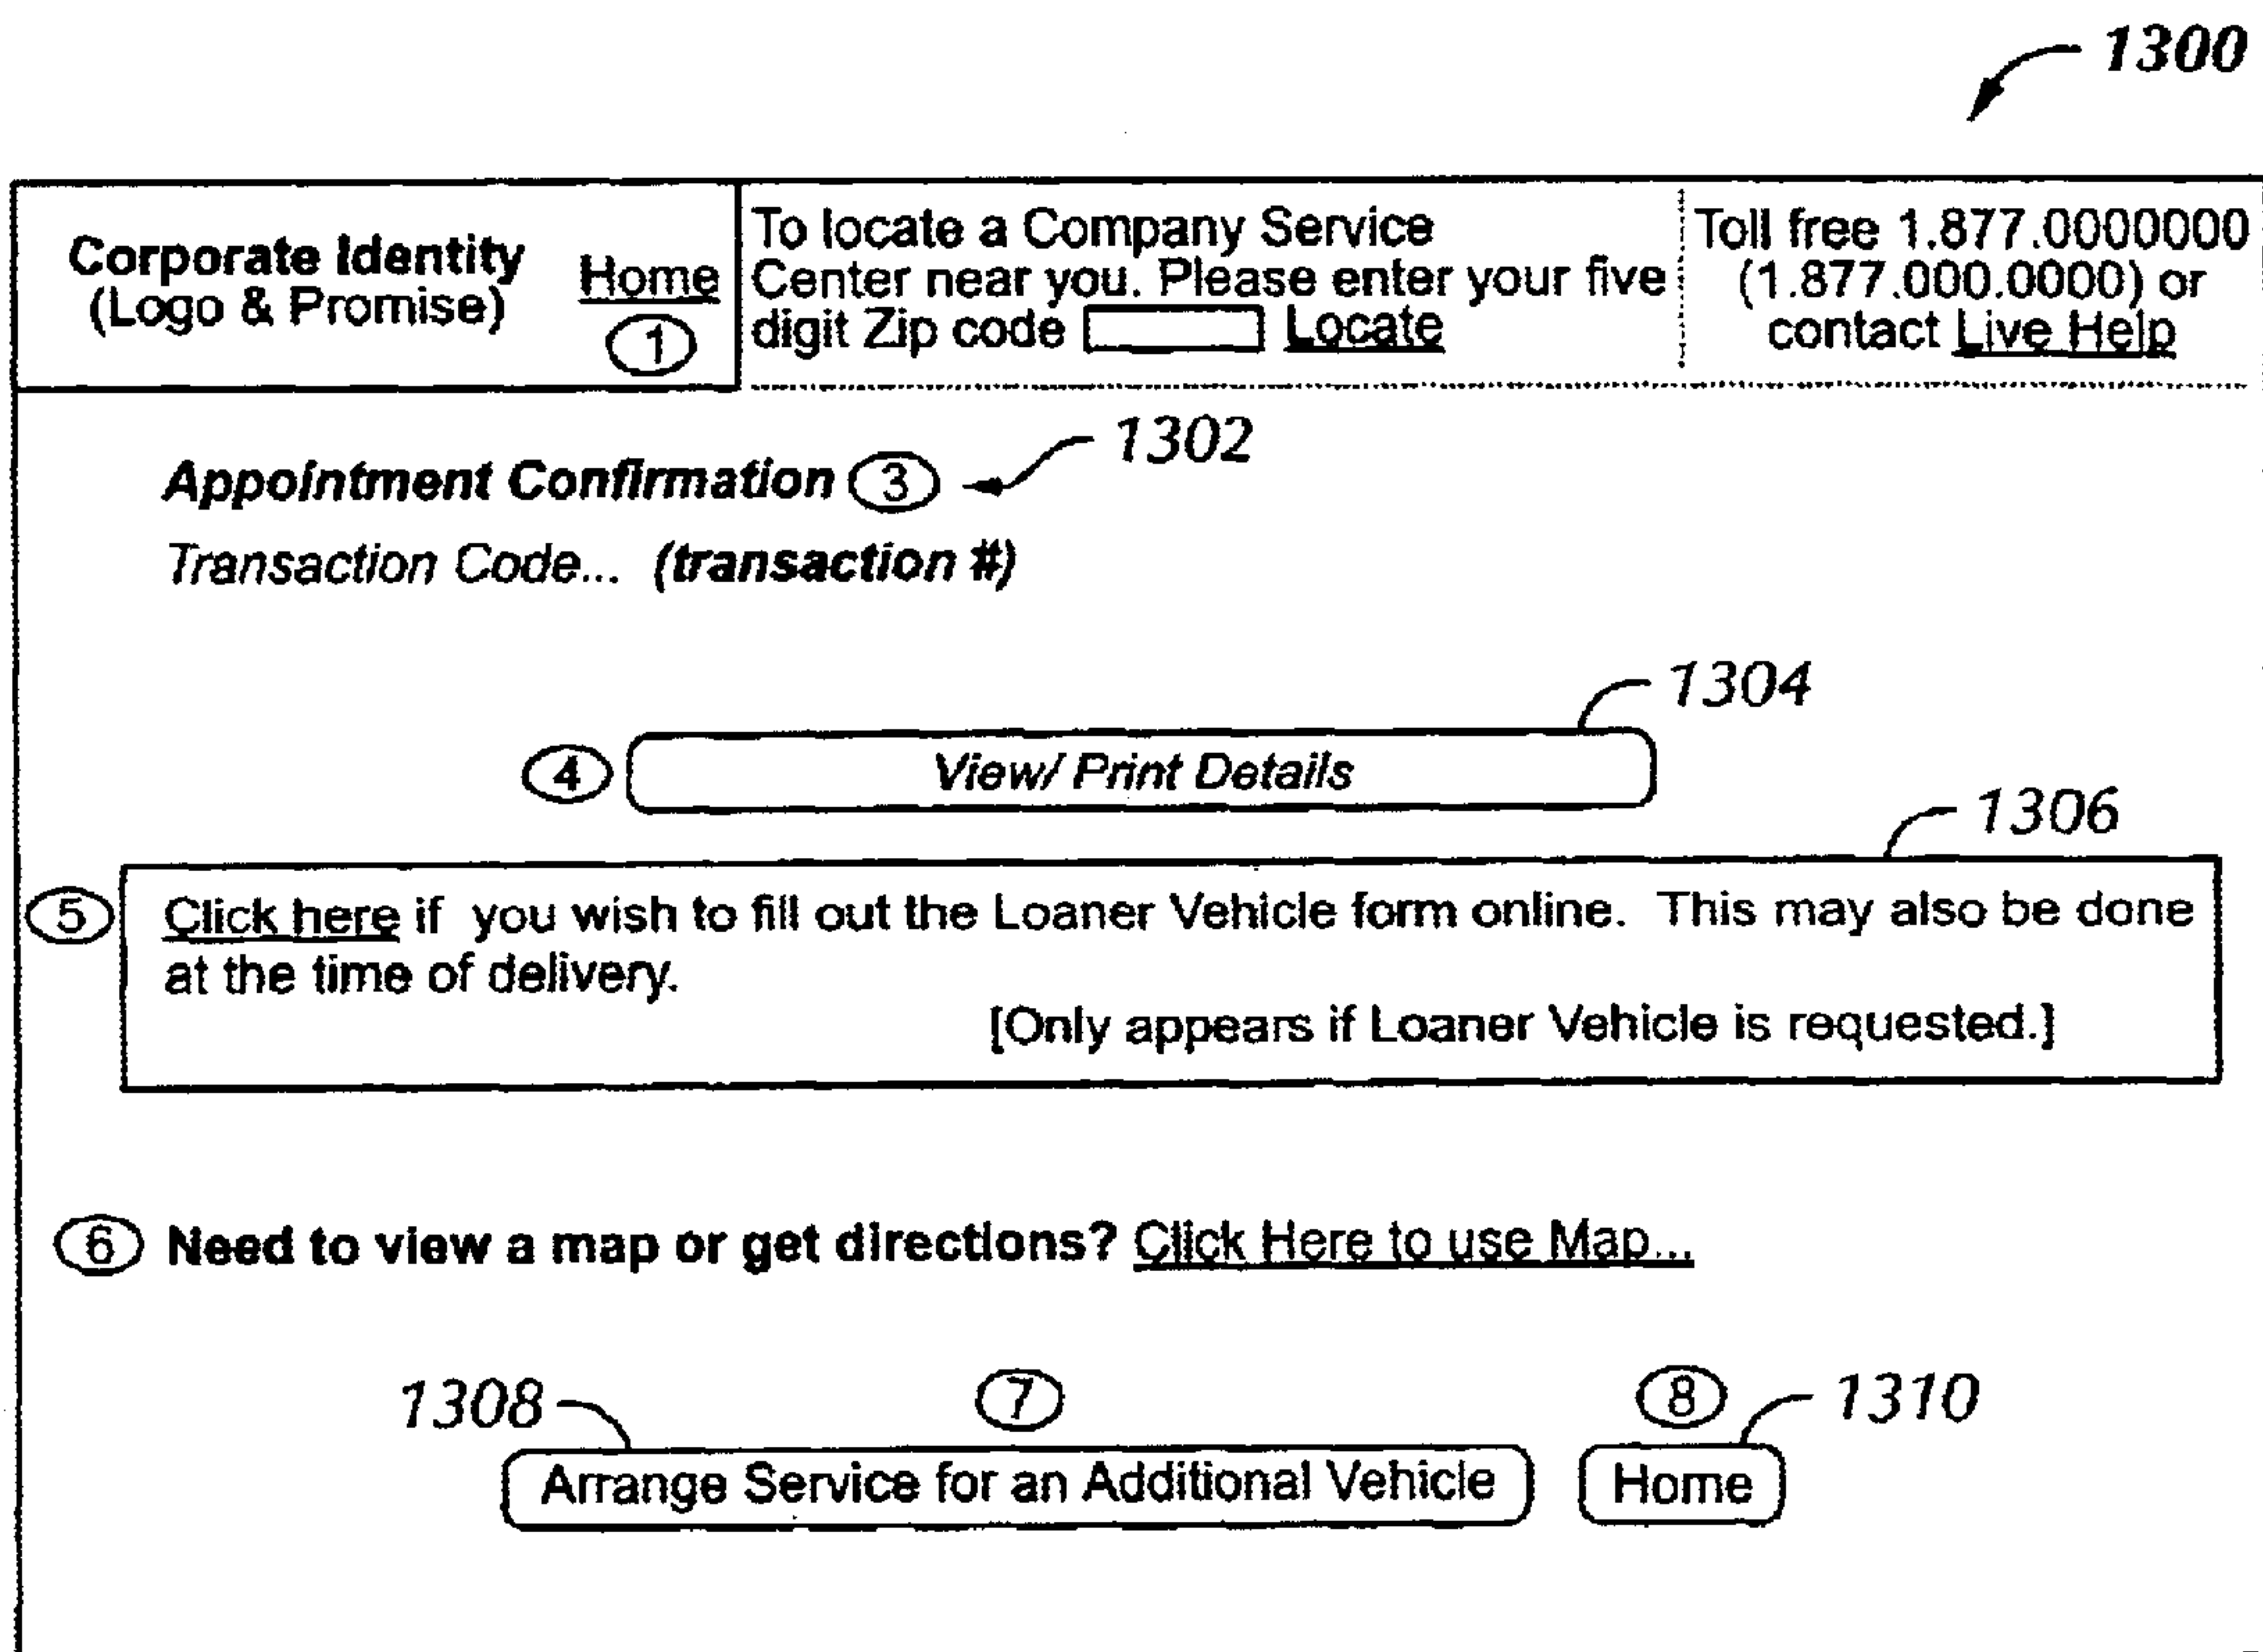 1300
Corporate Identity
(Logo & Promise)
Home
1
To locate a Company Service
Center near you. Please enter your five
digit Zip code Locate
Toll free 1.877.0000000
(1.877.000.0000) or
contact Live Help
Appointment Confirmation 3 1302
Transaction Code... (transaction #)
1304
4 View/ Print Details
1306
5 Click here if you wish to fill out the Loaner Vehicle form online. This may also be done
at the time of delivery.
[Only appears if Loaner Vehicle is requested.]
6 Need to view a map or get directions? Click Here to use Map...
1308 7 8 1310
Arrange Service for an Additional Vehicle Home